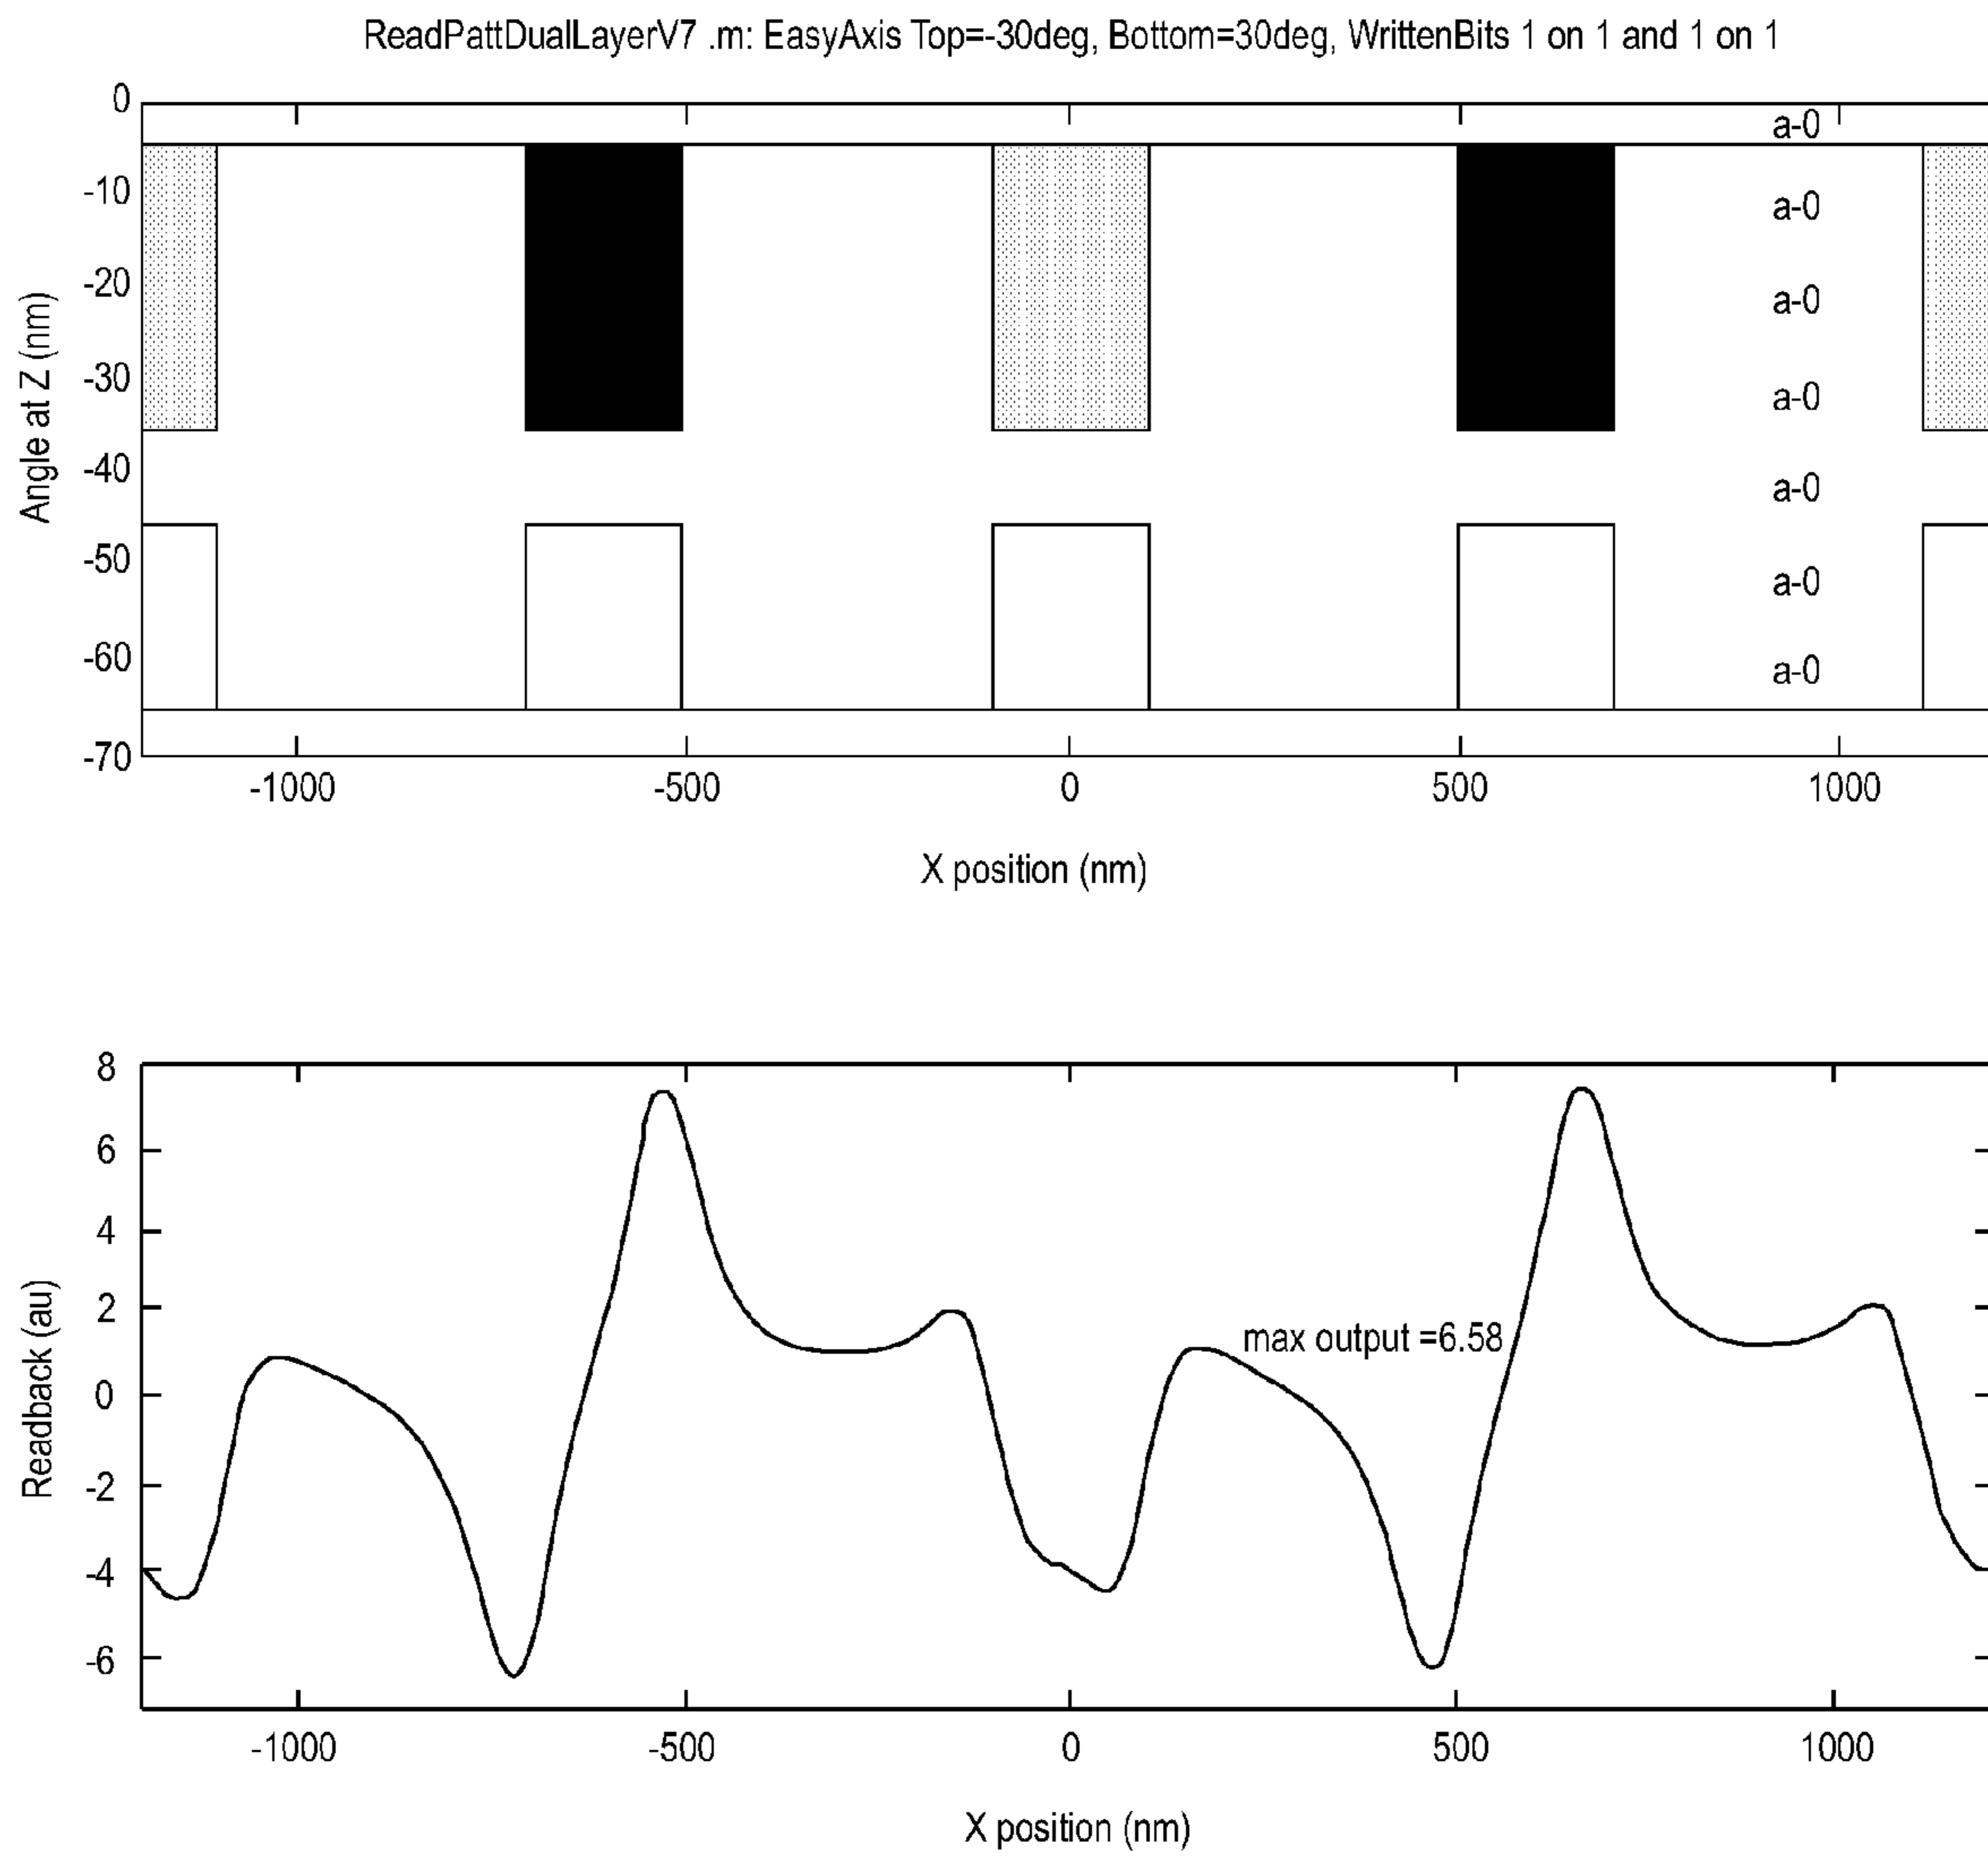 ReadPattDualLayerV7 .m: EasyAxis Top=-30deg, Bottom=30deg, WrittenBits 1 on 1 and 1 on 1
0
-10
-20
-30
-40
-50
-60
-70
Angle at Z (nm)
a-0
a-0
a-0
a-0
a-0
a-0
a-0
-1000
-500
0
500
1000
X position (nm)
8
6
4
2
0
-2
-4
-6
Readback (au)
max output =6.58
-1000
-500
0
500
1000
X position (nm)